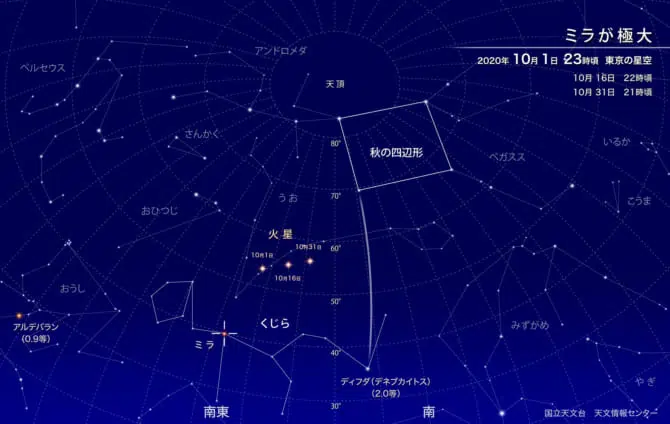 ミラが極大
2020年 10月 1日 23時頃 東京の星空
10月 16日 22時頃
10月 31日 21時頃
アンドロメダ
ペルセウス
天頂
さんかく
80°
秋の四辺形
ペガスス
いるか
70°
うお
こうま
おひつじ
火星
10月1日
10月31日
10月16日
60°
おうし
50°
アルデバラン
(0.9等)
くじら
みずがめ
ミラ
40°
ディフダ(デネブカイトス)
(2.0等)
やぎ
30°
南東
南
国立天文台 天文情報センター